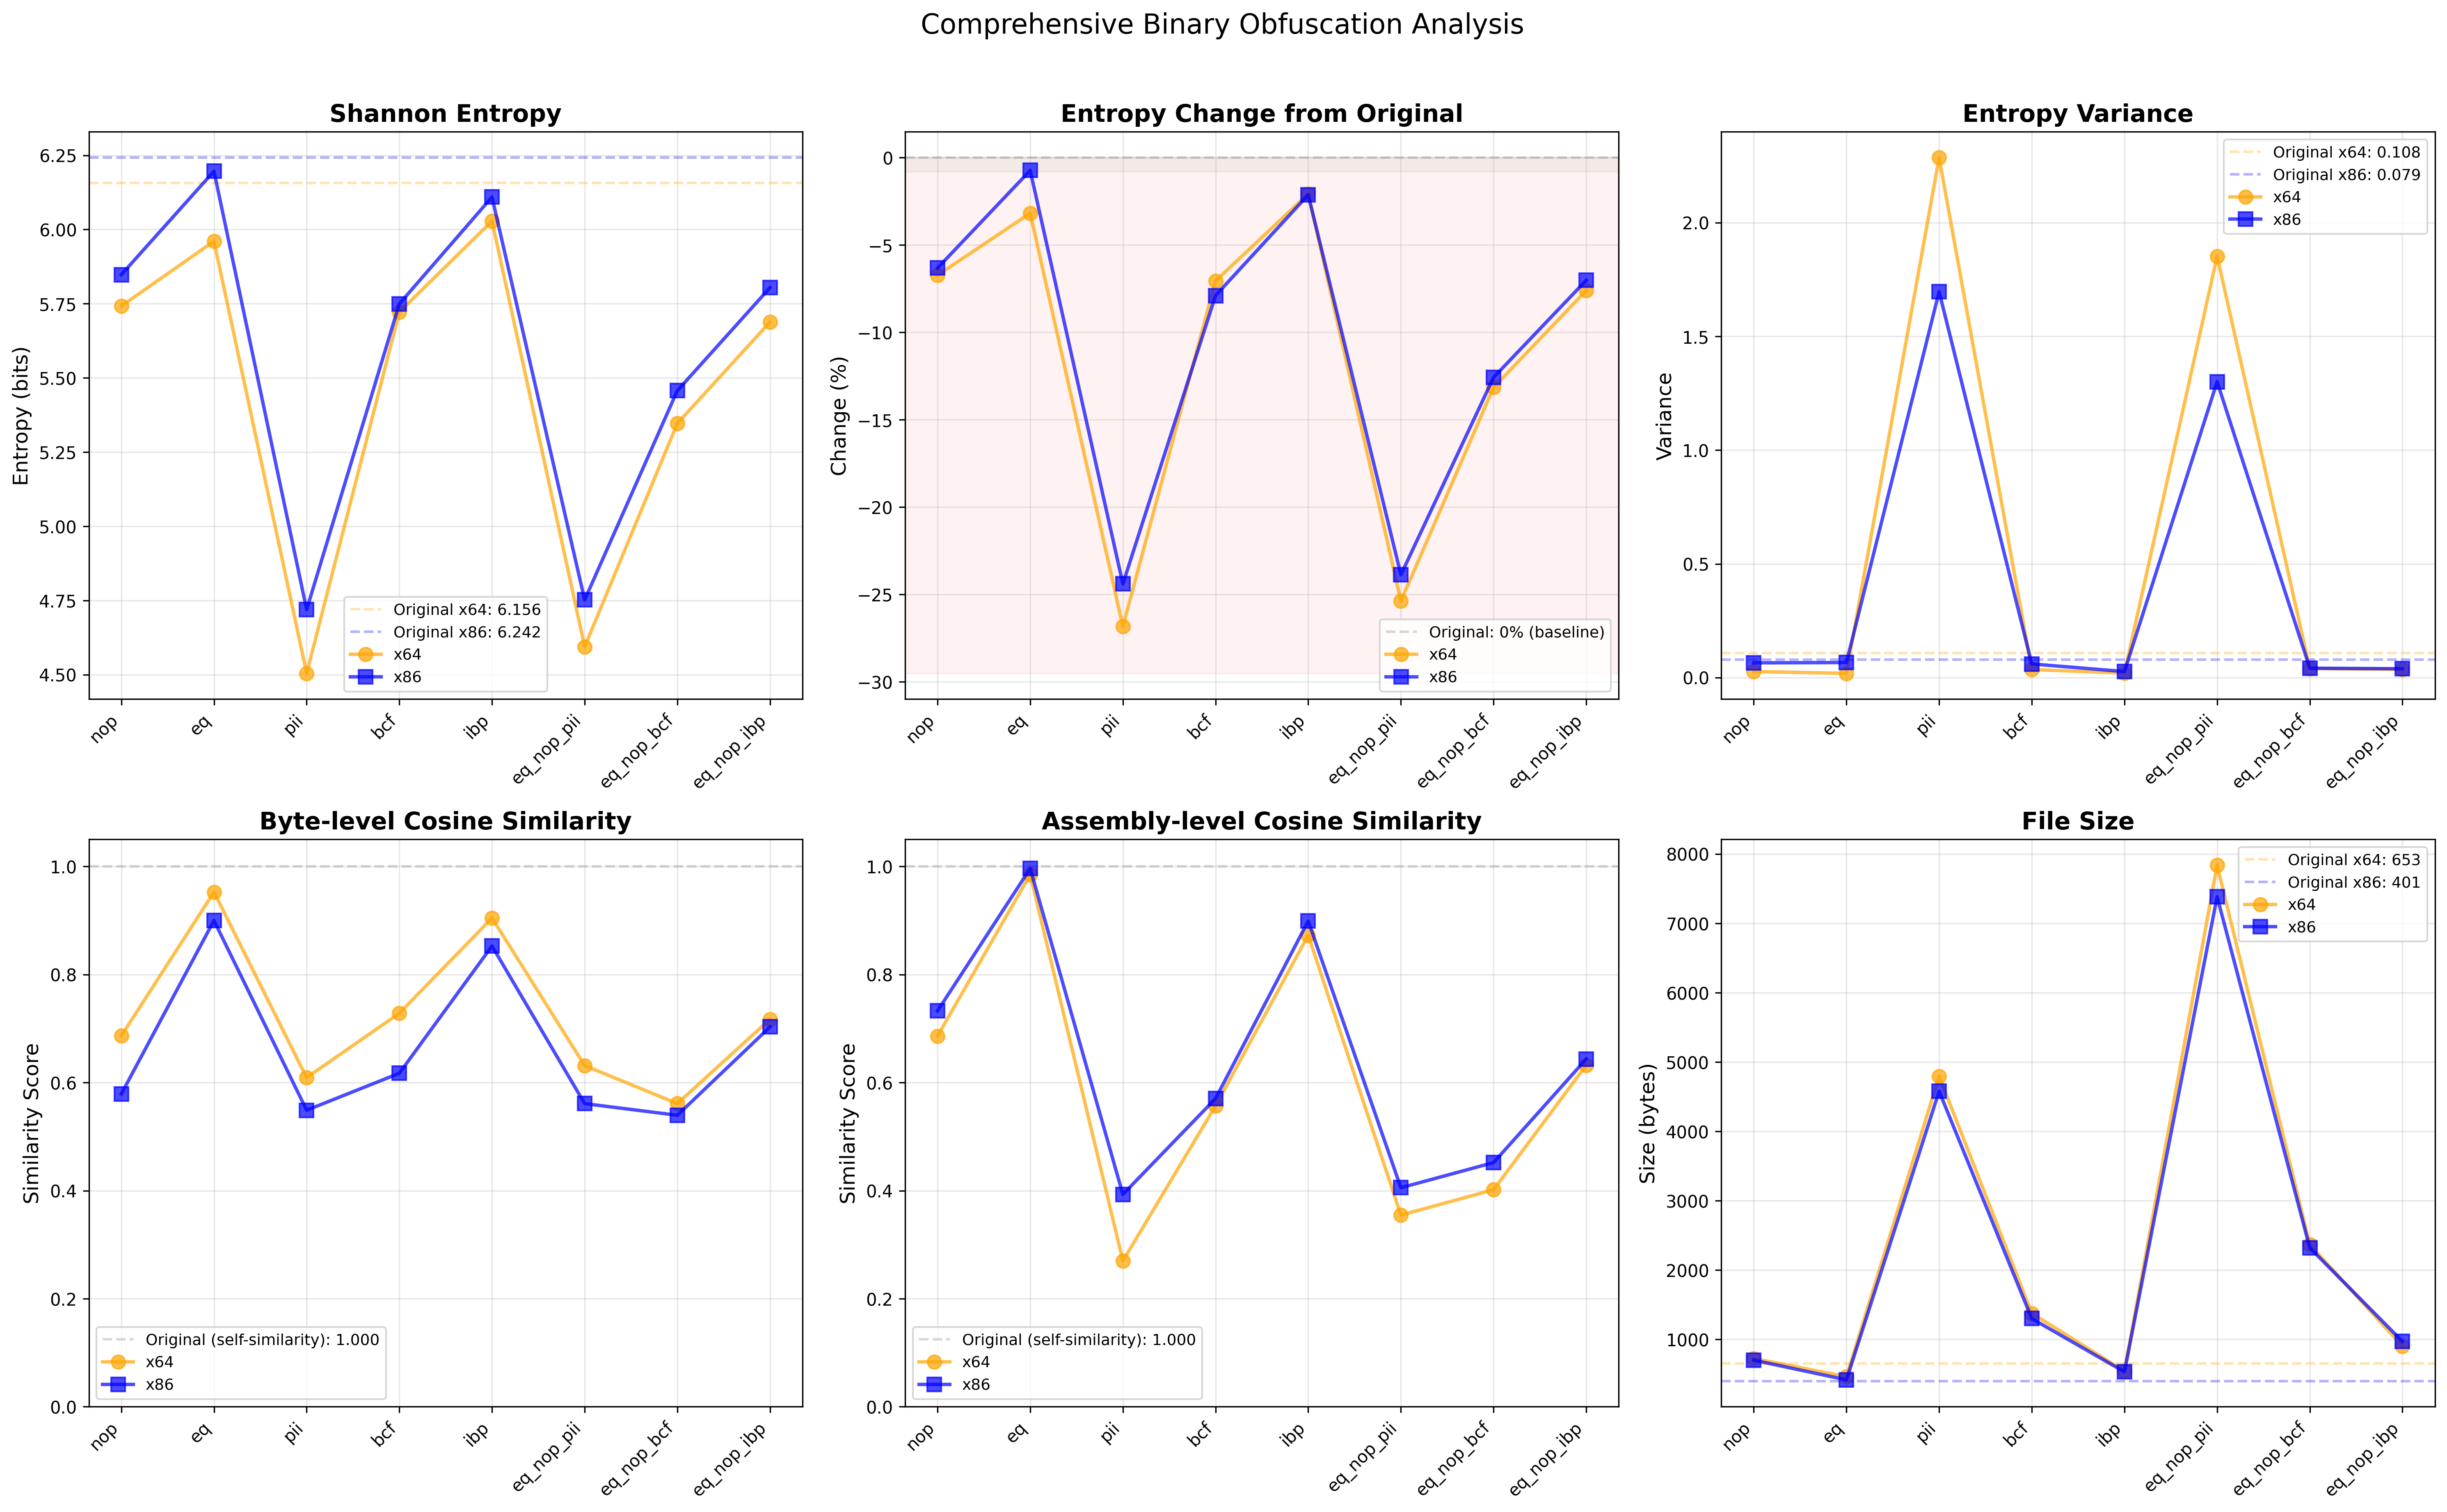 Comprehensive Binary Obfuscation Analysis
Shannon Entropy
Entropy (bits)
6.25
6.00
5.75
5.50
5.25
5.00
4.75
4.50
Original x64: 6.156
Original x86: 6.242
x64
x86
nop
eq
pii
bcf
ibp
eq_nop_pii
eq_nop_bcf
eq_nop_ibp
Entropy Change from Original
Change (%)
0
−5
−10
−15
−20
−25
−30
Original: 0% (baseline)
x64
x86
nop
eq
pii
bcf
ibp
eq_nop_pii
eq_nop_bcf
eq_nop_ibp
Entropy Variance
Variance
2.0
1.5
1.0
0.5
0.0
Original x64: 0.108
Original x86: 0.079
x64
x86
nop
eq
pii
bcf
ibp
eq_nop_pii
eq_nop_bcf
eq_nop_ibp
Byte-level Cosine Similarity
Similarity Score
1.0
0.8
0.6
0.4
0.2
0.0
Original (self-similarity): 1.000
x64
x86
nop
eq
pii
bcf
ibp
eq_nop_pii
eq_nop_bcf
eq_nop_ibp
Assembly-level Cosine Similarity
Similarity Score
1.0
0.8
0.6
0.4
0.2
0.0
Original (self-similarity): 1.000
x64
x86
nop
eq
pii
bcf
ibp
eq_nop_pii
eq_nop_bcf
eq_nop_ibp
File Size
Size (bytes)
8000
7000
6000
5000
4000
3000
2000
1000
Original x64: 653
Original x86: 401
x64
x86
nop
eq
pii
bcf
ibp
eq_nop_pii
eq_nop_bcf
eq_nop_ibp